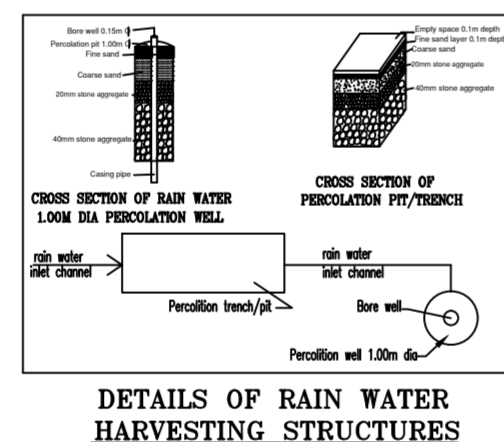 Bore well 0.15m
Percolation pit 1.00m
Fine sand
Coarse sand
20mm stone aggregate
40mm stone aggregate
Casing pipe
CROSS SECTION OF RAIN WATER
1.00M DIA PERCOLATION WELL
Empty space 0.1m depth
Fine sand layer 0.1m dept
Coarse sand
20mm stone aggregate
40mm stone aggregate
CROSS SECTION OF
PERCOLATION PIT/TRENCH
rain water
inlet channel
Percolition trench/pit
rain water
inlet channel
Bore well
Percolition well 1.00m dia
DETAILS OF RAIN WATER
HARVESTING STRUCTURES